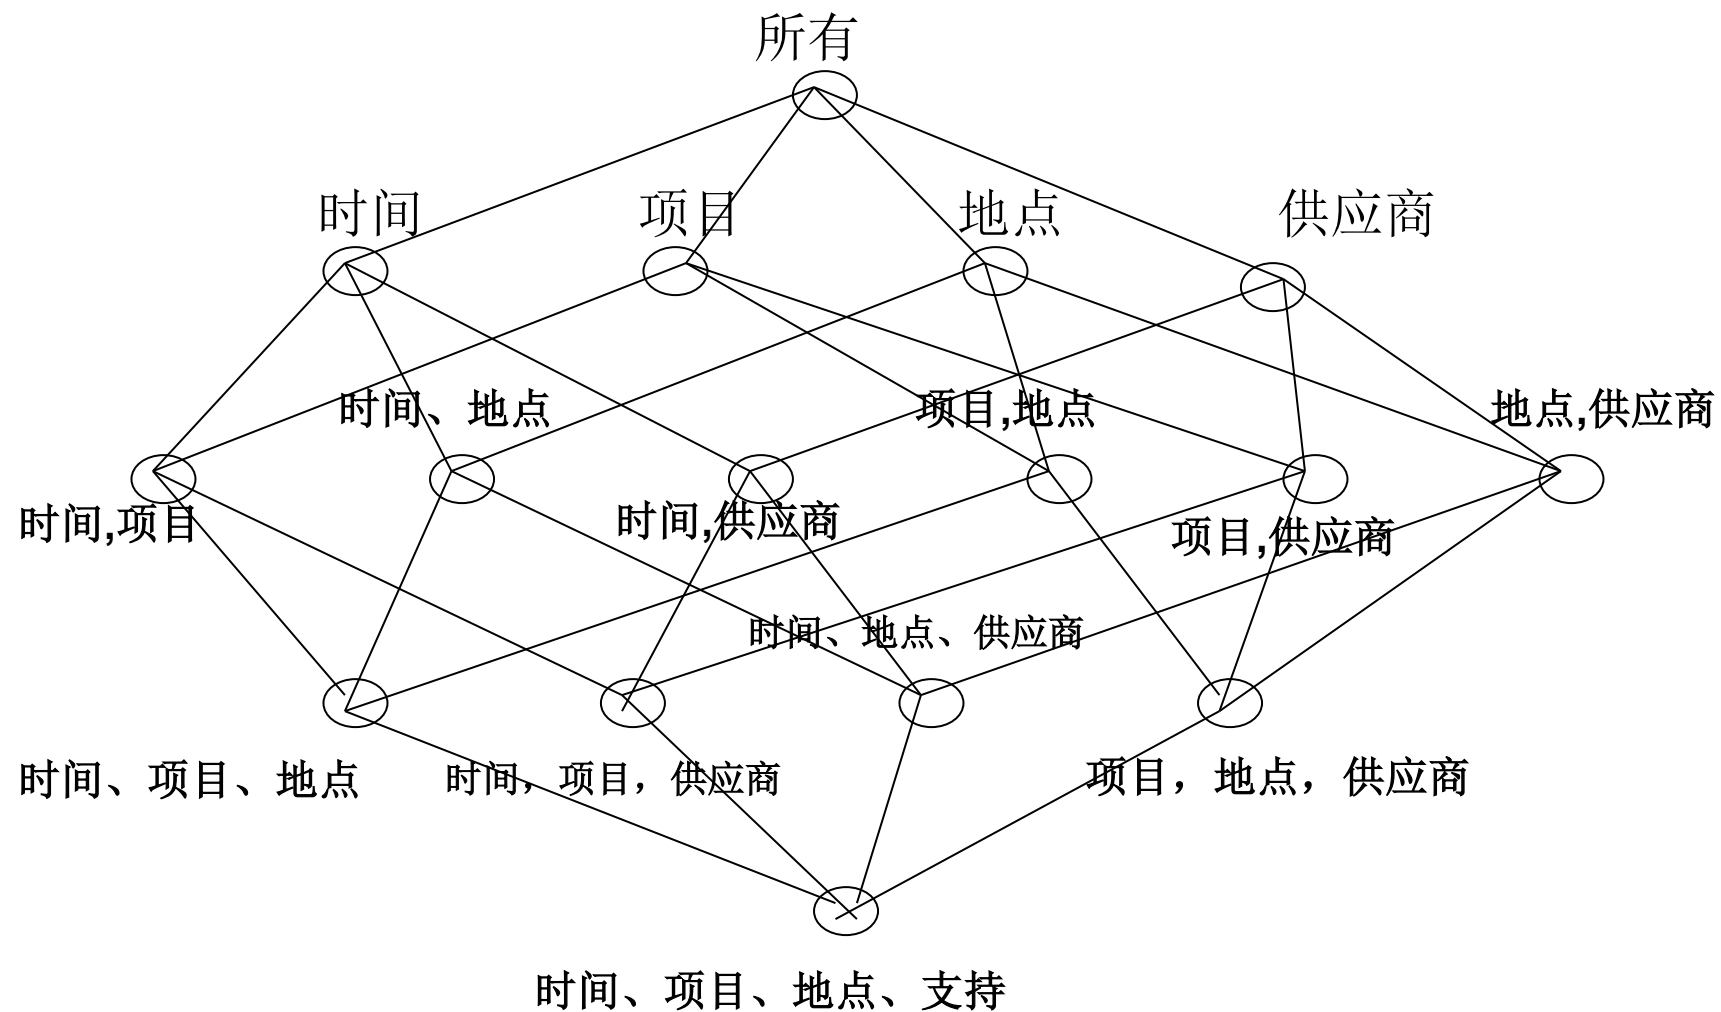 所有
时间
项目
地点
供应商
时间、地点
项目,地点
地点,供应商
时间,项目
时间,供应商
项目,供应商
时间、地点、供应商
时间、项目、地点
时间，项目，供应商
项目，地点，供应商
时间、项目、地点、支持